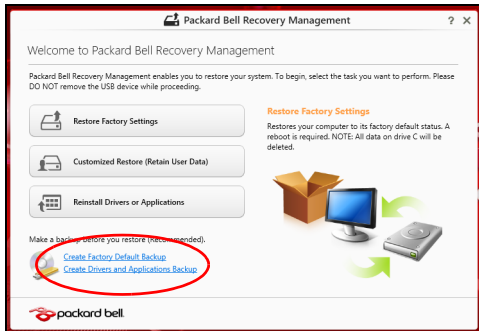 Packard Bell Recovery Management
? X
Welcome to Packard Bell Recovery Management
Packard Bell Recovery Management enables you to restore your system. To begin, select the task you want to perform. Please
DO NOT remove the USB device while proceeding.
Restore Factory Settings
Customized Restore (Retain User Data)
Reinstall Drivers or Applications
Restore Factory Settings
Restores your computer to its factory default status. A
reboot is required. NOTE: All data on drive C will be
deleted.
Make a backup before you restore (Recommended).
Create Factory Default Backup
Create Drivers and Applications Backup
packard bell.